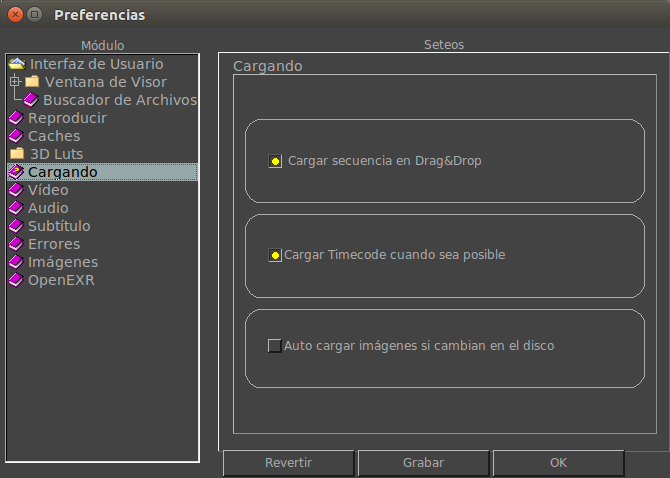 Preferencias
Módulo
Interfaz de Usuario
Ventana de Visor
Buscador de Archivos
Reproducir
Caches
3D Luts
Cargando
Vídeo
Audio
Subtítulo
Errores
Imágenes
OpenEXR
Seteos
Cargando
Cargar secuencia en Drag&Drop
Cargar Timecode cuando sea posible
Auto cargar imágenes si cambian en el disco
Revertir Grabar OK